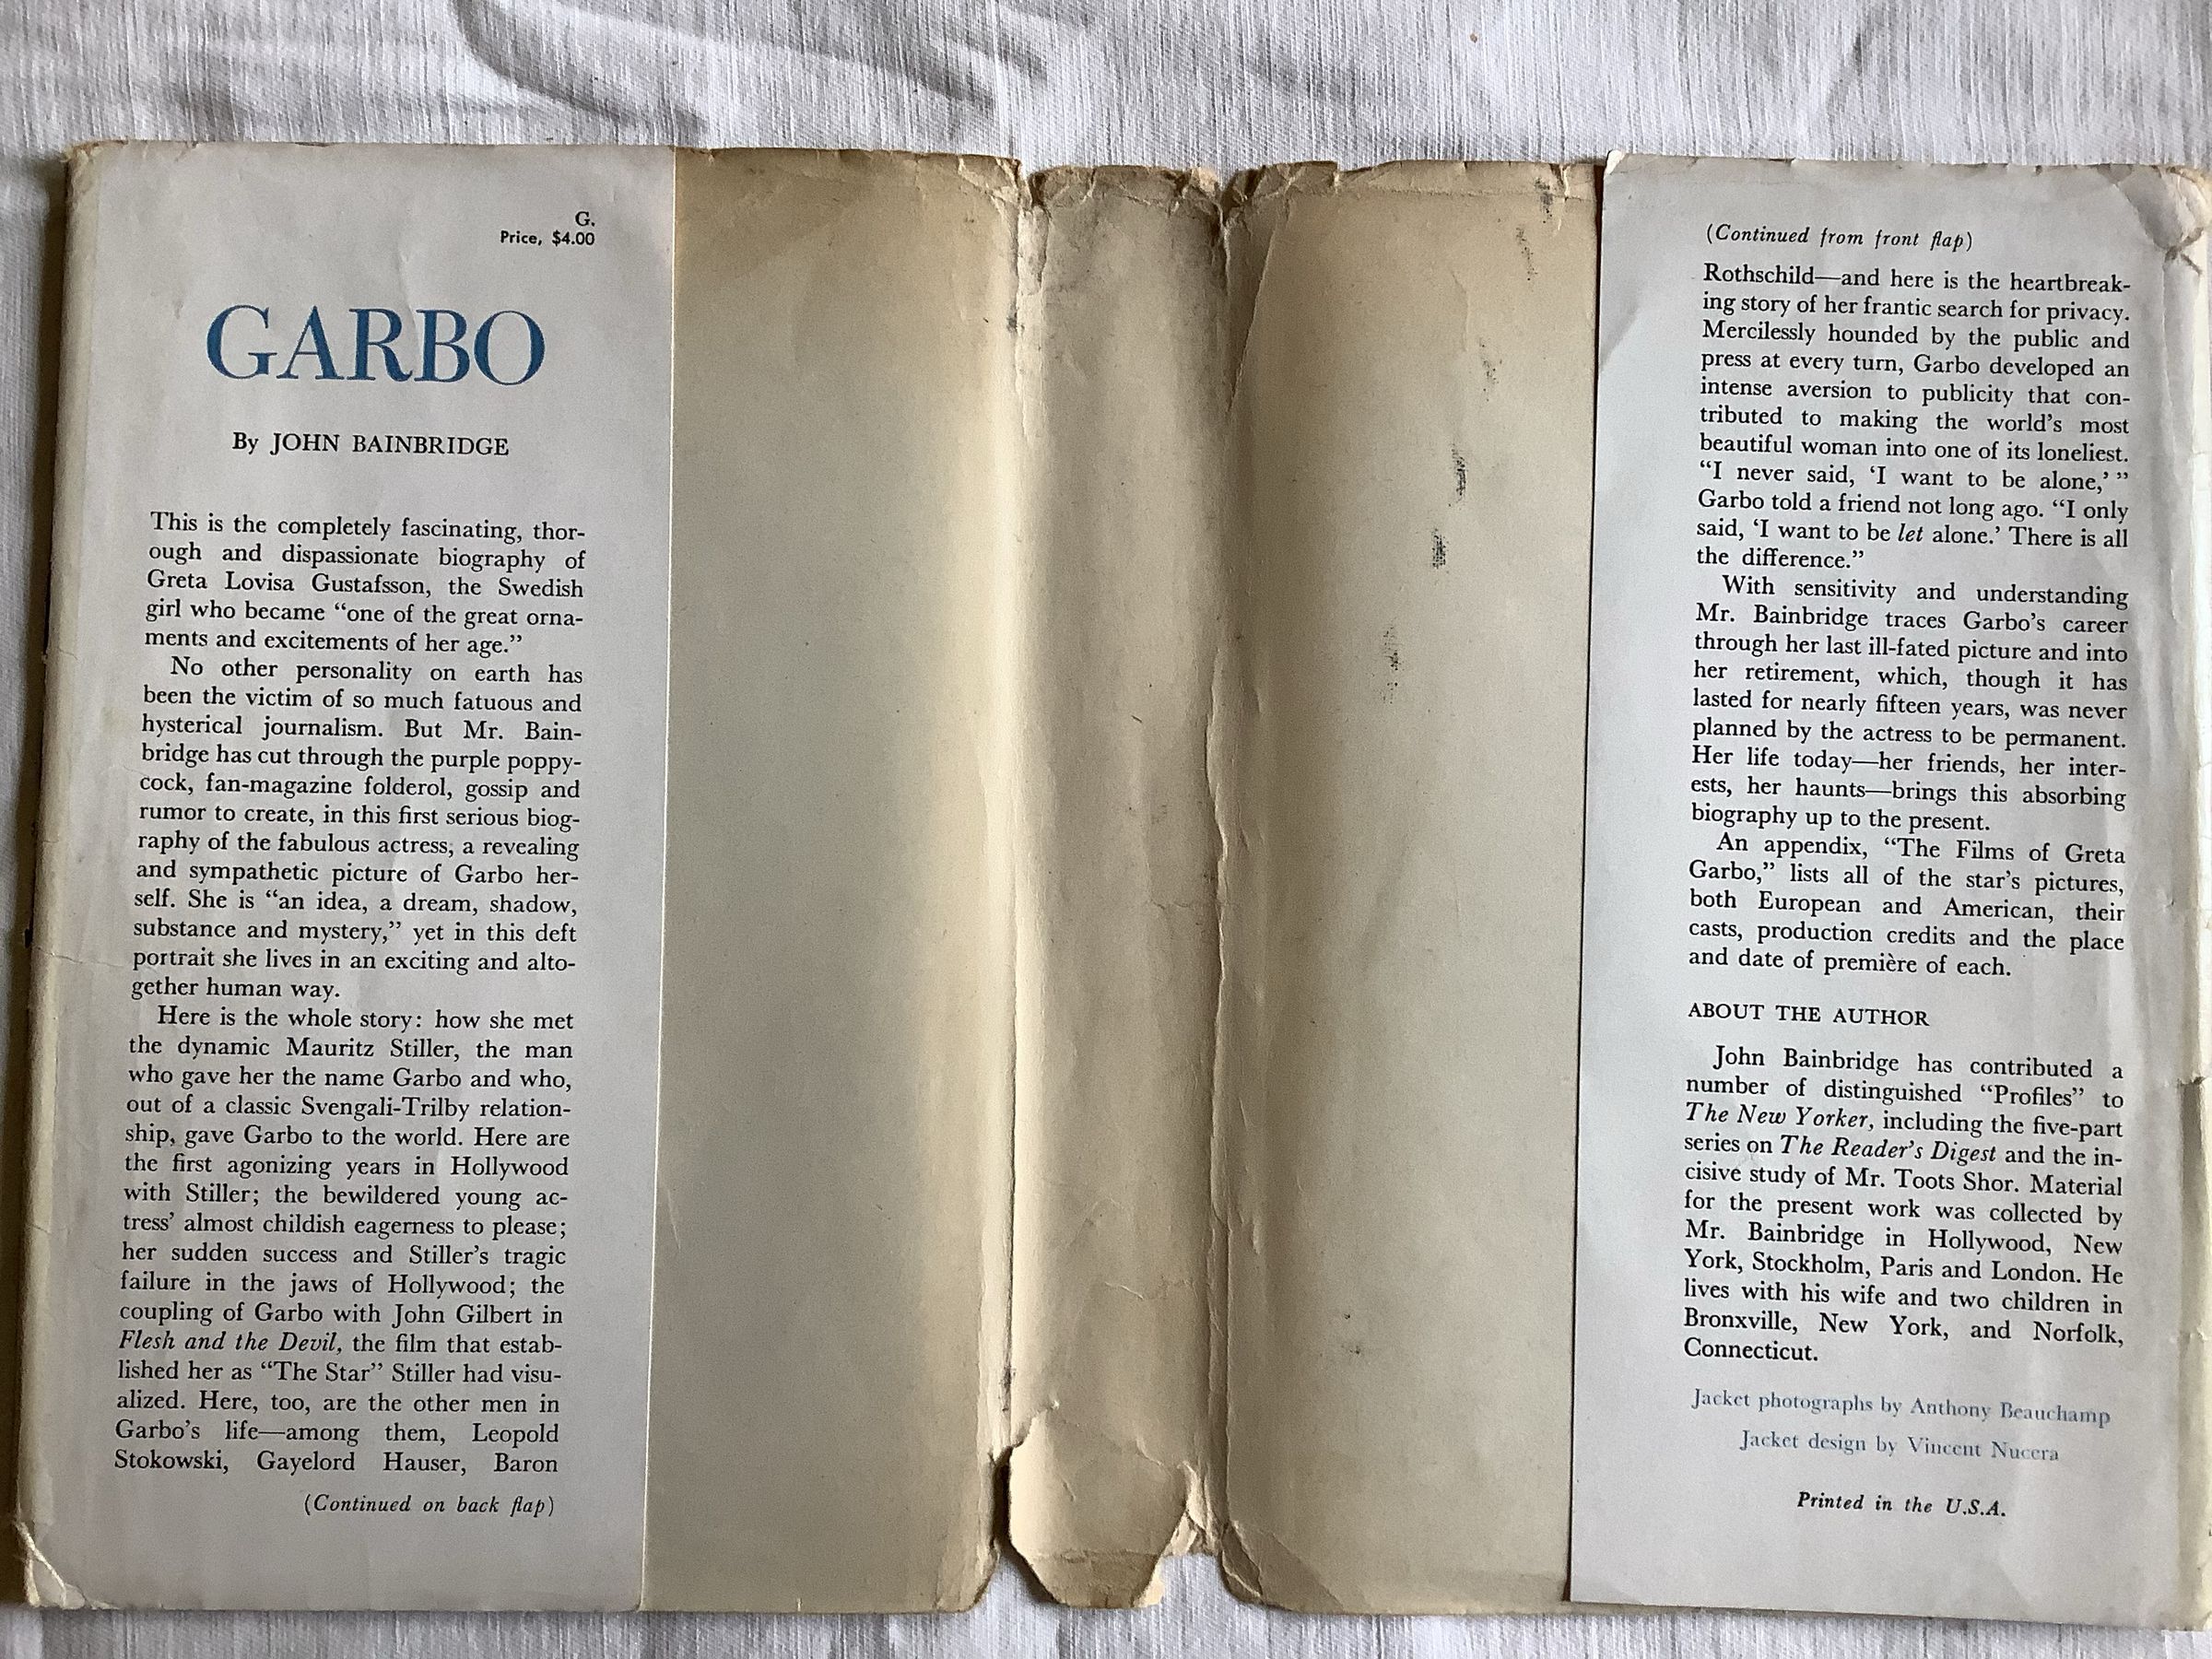 G.
Price, $4.00
GARBO
By JOHN BAINBRIDGE
This is the completely fascinating, thor-
ough and dispassionate biography of
Greta Lovisa Gustafsson, the Swedish
girl who became “one of the great orna-
ments and excitements of her age.”
No other personality on earth has
been the victim of so much fatuous and
hysterical journalism. But Mr. Bain-
bridge has cut through the purple poppy-
cock, fan-magazine folderol, gossip and
rumor to create, in this first serious biog-
raphy of the fabulous actress, a revealing
and sympathetic picture of Garbo her-
self. She is “an idea, a dream, shadow,
substance and mystery,” yet in this deft
portrait she lives in an exciting and alto-
gether human way.
Here is the whole story: how she met
the dynamic Mauritz Stiller, the man
who gave her the name Garbo and who,
out of a classic Svengali-Trilby relation-
ship, gave Garbo to the world. Here are
the first agonizing years in Hollywood
with Stiller; the bewildered young ac-
tress’ almost childish eagerness to please;
her sudden success and Stiller’s tragic
failure in the jaws of Hollywood; the
coupling of Garbo with John Gilbert in
Flesh and the Devil, the film that estab-
lished her as “The Star” Stiller had visu-
alized. Here, too, are the other men in
Garbo’s life—among them, Leopold
Stokowski, Gayelord Hauser, Baron
(Continued on back flap)
(Continued from front flap)
Rothschild—and here is the heartbreak-
ing story of her frantic search for privacy.
Mercilessly hounded by the public and
press at every turn, Garbo developed an
intense aversion to publicity that con-
tributed to making the world’s most
beautiful woman into one of its loneliest.
“I never said, ‘I want to be alone,’ ”
Garbo told a friend not long ago. “I only
said, ‘I want to be let alone.’ There is all
the difference.”
With sensitivity and understanding
Mr. Bainbridge traces Garbo’s career
through her last ill-fated picture and into
her retirement, which, though it has
lasted for nearly fifteen years, was never
planned by the actress to be permanent.
Her life today—her friends, her inter-
ests, her haunts—brings this absorbing
biography up to the present.
An appendix, “The Films of Greta
Garbo,” lists all of the star’s pictures,
both European and American, their
casts, production credits and the place
and date of première of each.
ABOUT THE AUTHOR
John Bainbridge has contributed a
number of distinguished “Profiles” to
The New Yorker, including the five-part
series on The Reader’s Digest and the in-
cisive study of Mr. Toots Shor. Material
for the present work was collected by
Mr. Bainbridge in Hollywood, New
York, Stockholm, Paris and London. He
lives with his wife and two children in
Bronxville, New York, and Norfolk,
Connecticut.
Jacket photographs by Anthony Beauchamp
Jacket design by Vincent Nucera
Printed in the U.S.A.